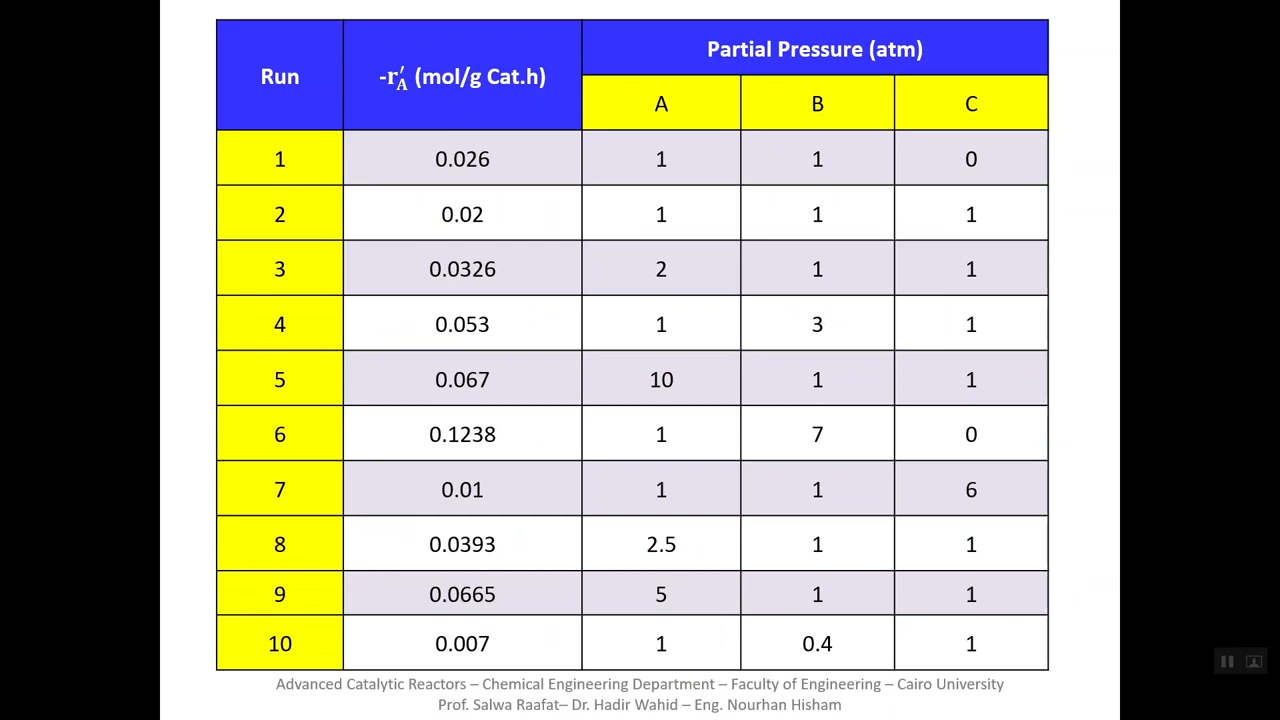 Partial Pressure (atm)
Run -r′A (mol/g Cat.h)
A B C
1 0.026 1 1 0
2 0.02 1 1 1
3 0.0326 2 1 1
4 0.053 1 3 1
5 0.067 10 1 1
6 0.1238 1 7 0
7 0.01 1 1 6
8 0.0393 2.5 1 1
9 0.0665 5 1 1
10 0.007 1 0.4 1
Advanced Catalytic Reactors – Chemical Engineering Department – Faculty of Engineering – Cairo University
Prof. Salwa Raafat– Dr. Hadir Wahid – Eng. Nourhan Hisham